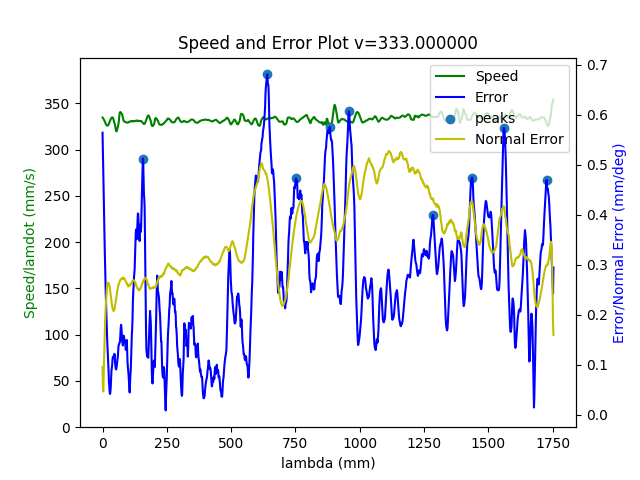 Speed and Error Plot v=333.000000
Speed
Error
peaks
Normal Error
Speed/lamdot (mm/s)
0
50
100
150
200
250
300
350
0.0
0.1
0.2
0.3
0.4
0.5
0.6
0.7
Error/Normal Error (mm/deg)
0 250 500 750 1000 1250 1500 1750
lambda (mm)